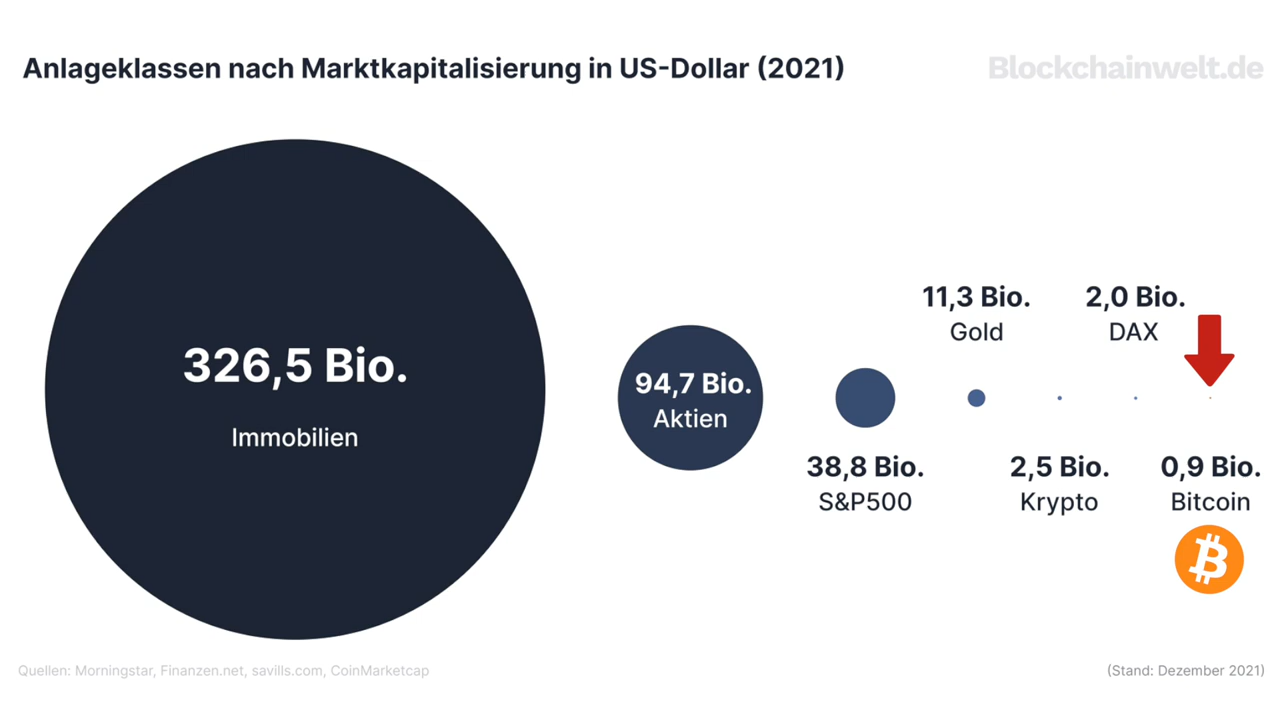 Anlageklassen nach Marktkapitalisierung in US-Dollar (2021)
Blockchainwelt.de
326,5 Bio.
Immobilien
94,7 Bio.
Aktien
38,8 Bio.
S&P500
11,3 Bio.
Gold
2,5 Bio.
Krypto
2,0 Bio.
DAX
0,9 Bio.
Bitcoin
Quellen: Morningstar, Finanzen.net, savills.com, CoinMarketcap
(Stand: Dezember 2021)